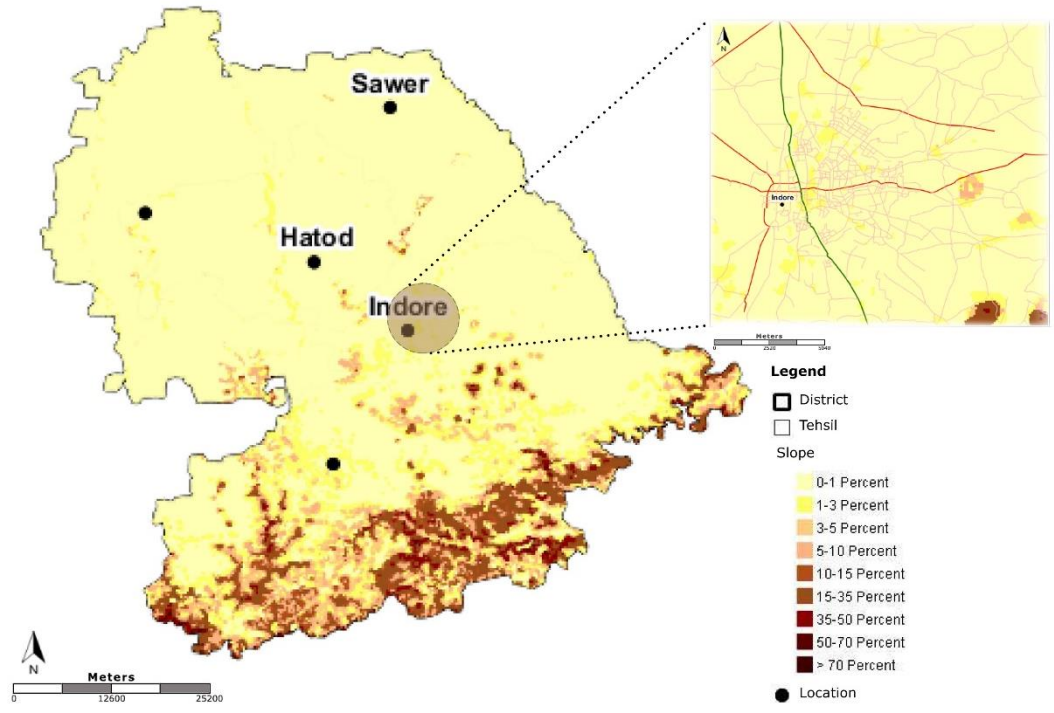 Sawer
Hatod
Indore
N
Indore
Meters
0 2520 5040
Legend
District
Tehsil
Slope
0-1 Percent
1-3 Percent
3-5 Percent
5-10 Percent
10-15 Percent
15-35 Percent
35-50 Percent
50-70 Percent
> 70 Percent
Location
N
Meters
0 12600 25200